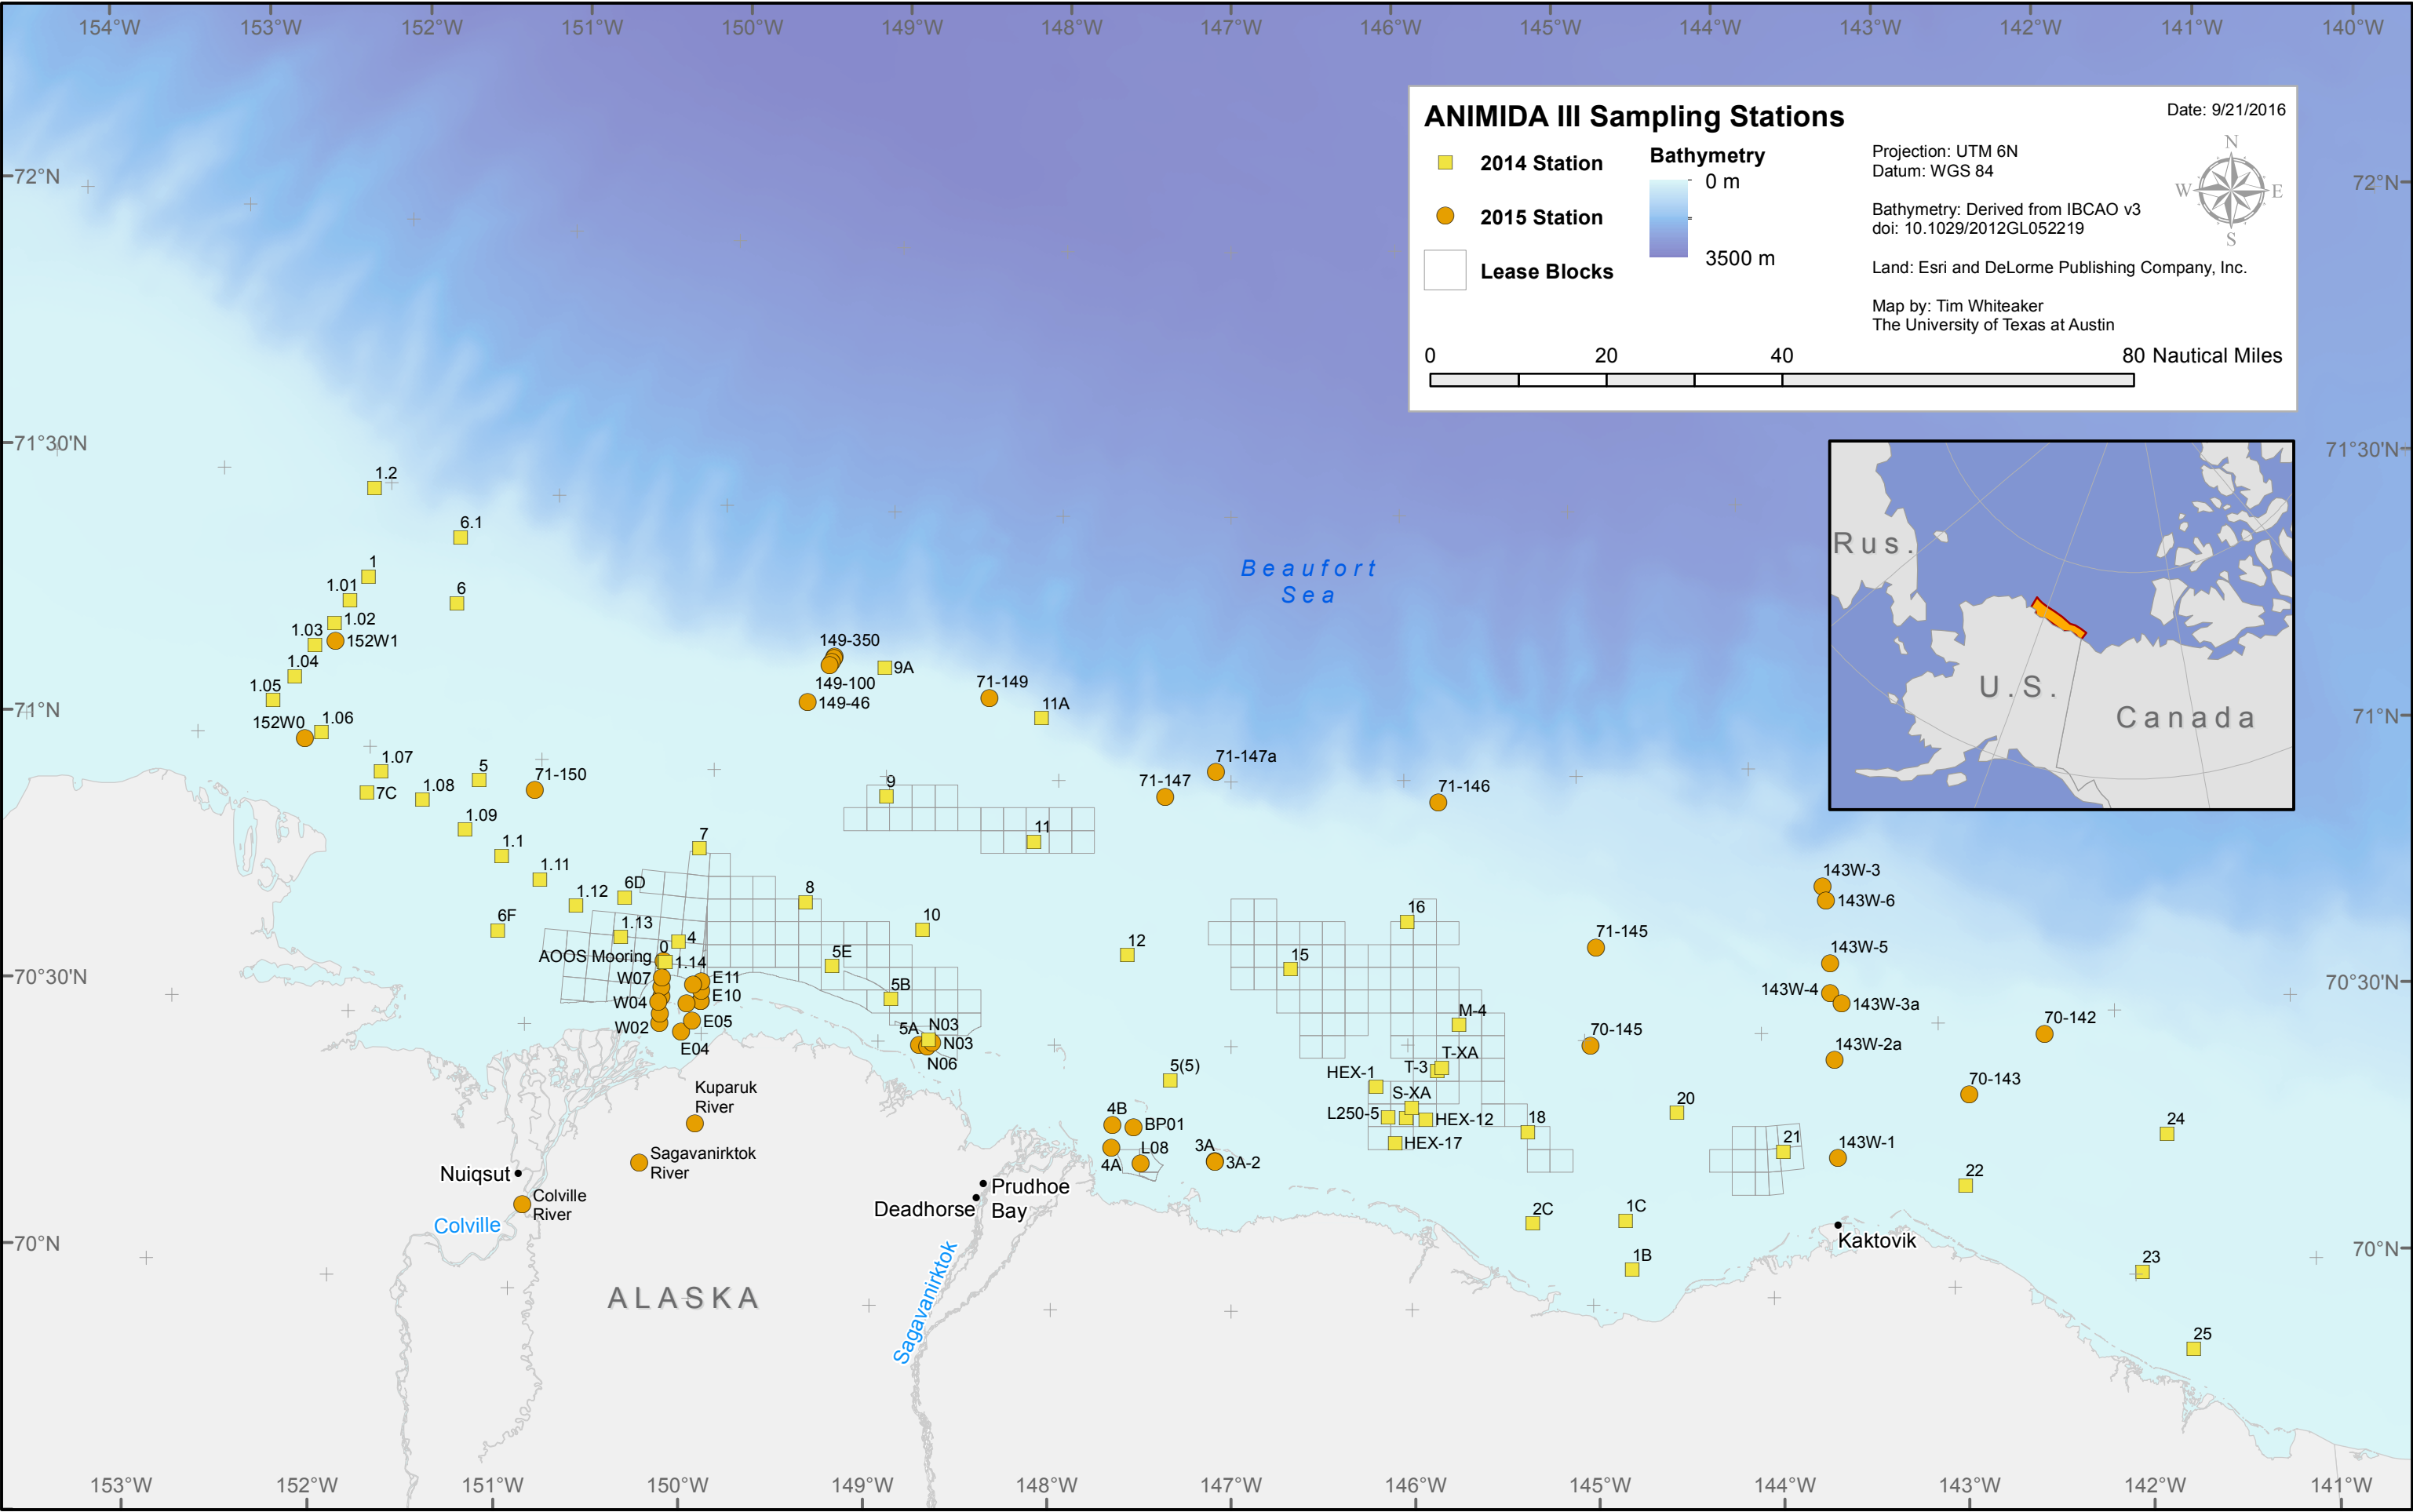 154°W 153°W 152°W 151°W 150°W 149°W 148°W 147°W 146°W 145°W 144°W 143°W 142°W 141°W 140°W
ANIMIDA III Sampling Stations
Date: 9/21/2016
2014 Station
2015 Station
Lease Blocks
Bathymetry
0 m
3500 m
Projection: UTM 6N
Datum: WGS 84
Bathymetry: Derived from IBCAO v3
doi: 10.1029/2012GL052219
Land: Esri and DeLorme Publishing Company, Inc.
Map by: Tim Whiteaker
The University of Texas at Austin
N
W
E
S
0 20 40 80 Nautical Miles
72°N
72°N
71°30'N
71°30'N
71°N
71°N
70°30'N
70°30'N
70°N
70°N
Rus.
U.S.
Canada
Beaufort
Sea
1.2
6.1
1
1.01
6
1.02
1.03
152W1
1.04
1.05
152W0
1.06
1.07
7C
1.08
5
71-150
1.09
1.1
1.11
1.12
6D
6F
1.13
7
8
4
0
AOOS Mooring
1.14
W07
W04
W02
E11
E10
E05
E04
149-350
9A
149-100
149-46
71-149
11A
9
11
10
5E
5B
5A
N03
N03
N06
71-147a
71-147
71-146
12
16
15
M-4
T-XA
T-3
HEX-1
S-XA
L250-5
HEX-12
HEX-17
18
5(5)
4B
BP01
4A
L08
3A
3A-2
71-145
70-145
20
21
2C
1C
1B
143W-3
143W-6
143W-5
143W-4
143W-3a
143W-2a
143W-1
70-142
70-143
24
22
23
25
Kuparuk
River
Sagavanirktok
River
Nuiqsut
Colville
River
Colville
Deadhorse
Prudhoe
Bay
Sagavanirktok
Kaktovik
ALASKA
153°W 152°W 151°W 150°W 149°W 148°W 147°W 146°W 145°W 144°W 143°W 142°W 141°W